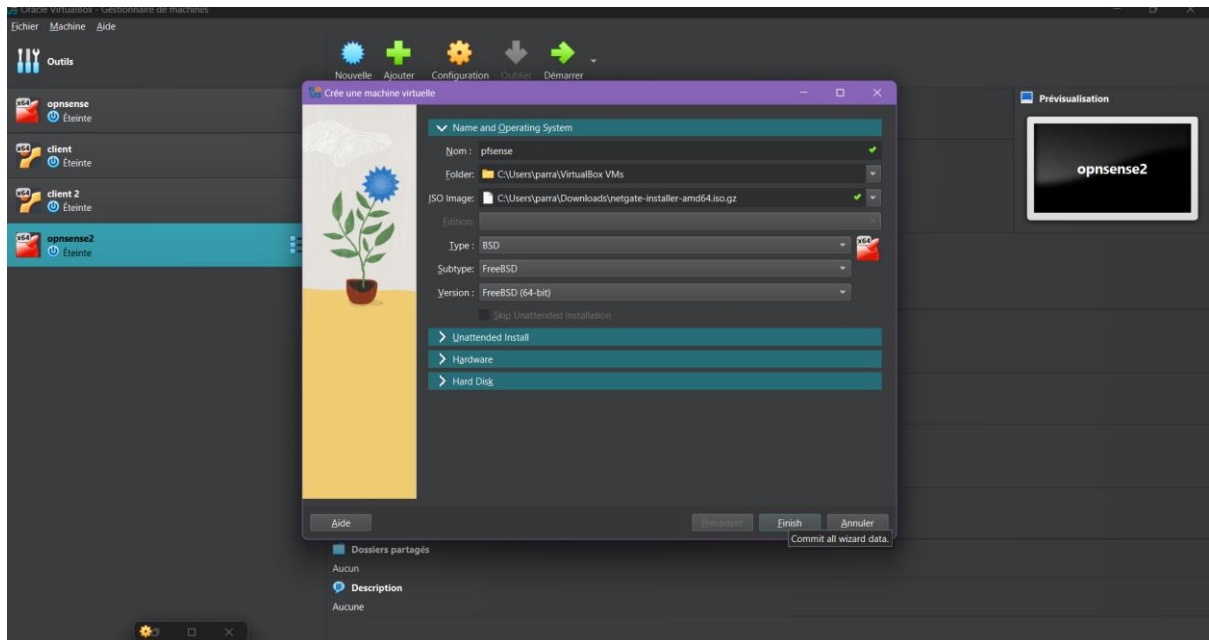 Oracle VirtualBox - Gestionnaire de machines
Fichier Machine Aide
Outils
Nouvelle Ajouter Configuration Oublier Démarrer
opnsense
Éteinte
client
Éteinte
client 2
Éteinte
opnsense2
Éteinte
Crée une machine virtuelle
Name and Operating System
Nom : pfsense
Folder: C:\Users\parra\VirtualBox VMs
ISO Image: C:\Users\parra\Downloads\netgate-installer-amd64.iso.gz
Edition:
Type : BSD
Subtype: FreeBSD
Version : FreeBSD (64-bit)
Skip Unattended Installation
Unattended Install
Hardware
Hard Disk
Aide Précédent Finish Annuler
Commit all wizard data.
Prévisualisation
opnsense2
Dossiers partagés
Aucun
Description
Aucune